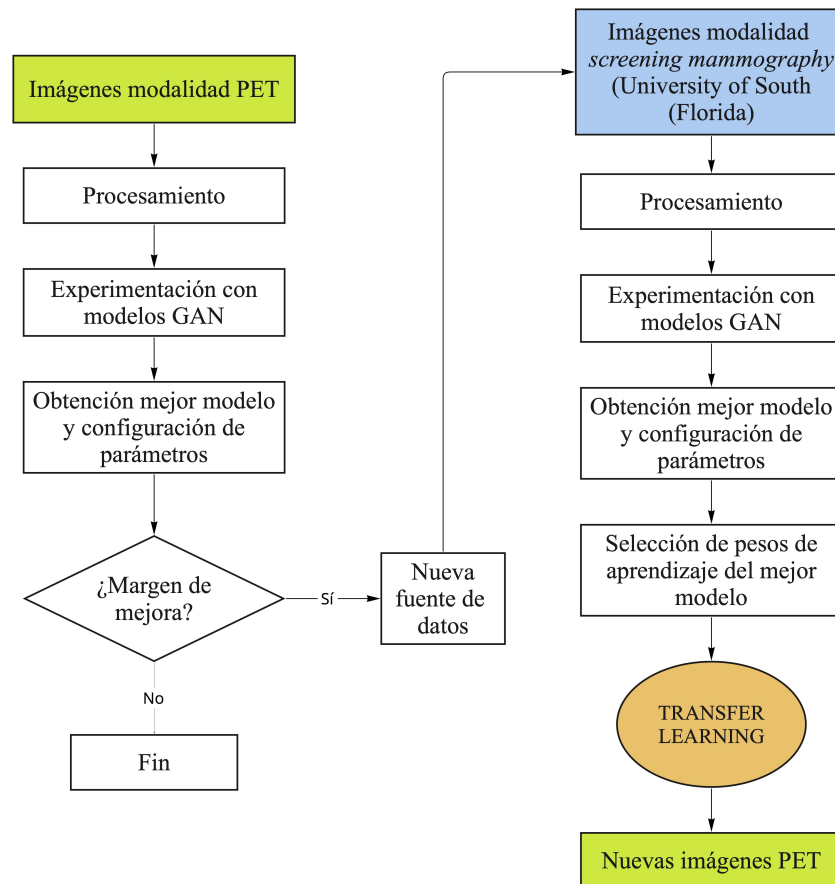 Imágenes modalidad PET
Procesamiento
Experimentación con
modelos GAN
Obtención mejor modelo
y configuración de
parámetros
¿Margen de
mejora?
Sí
No
Fin
Nueva
fuente de
datos
Imágenes modalidad
screening mammography
(University of South
(Florida)
Procesamiento
Experimentación con
modelos GAN
Obtención mejor modelo
y configuración de
parámetros
Selección de pesos de
aprendizaje del mejor
modelo
TRANSFER
LEARNING
Nuevas imágenes PET